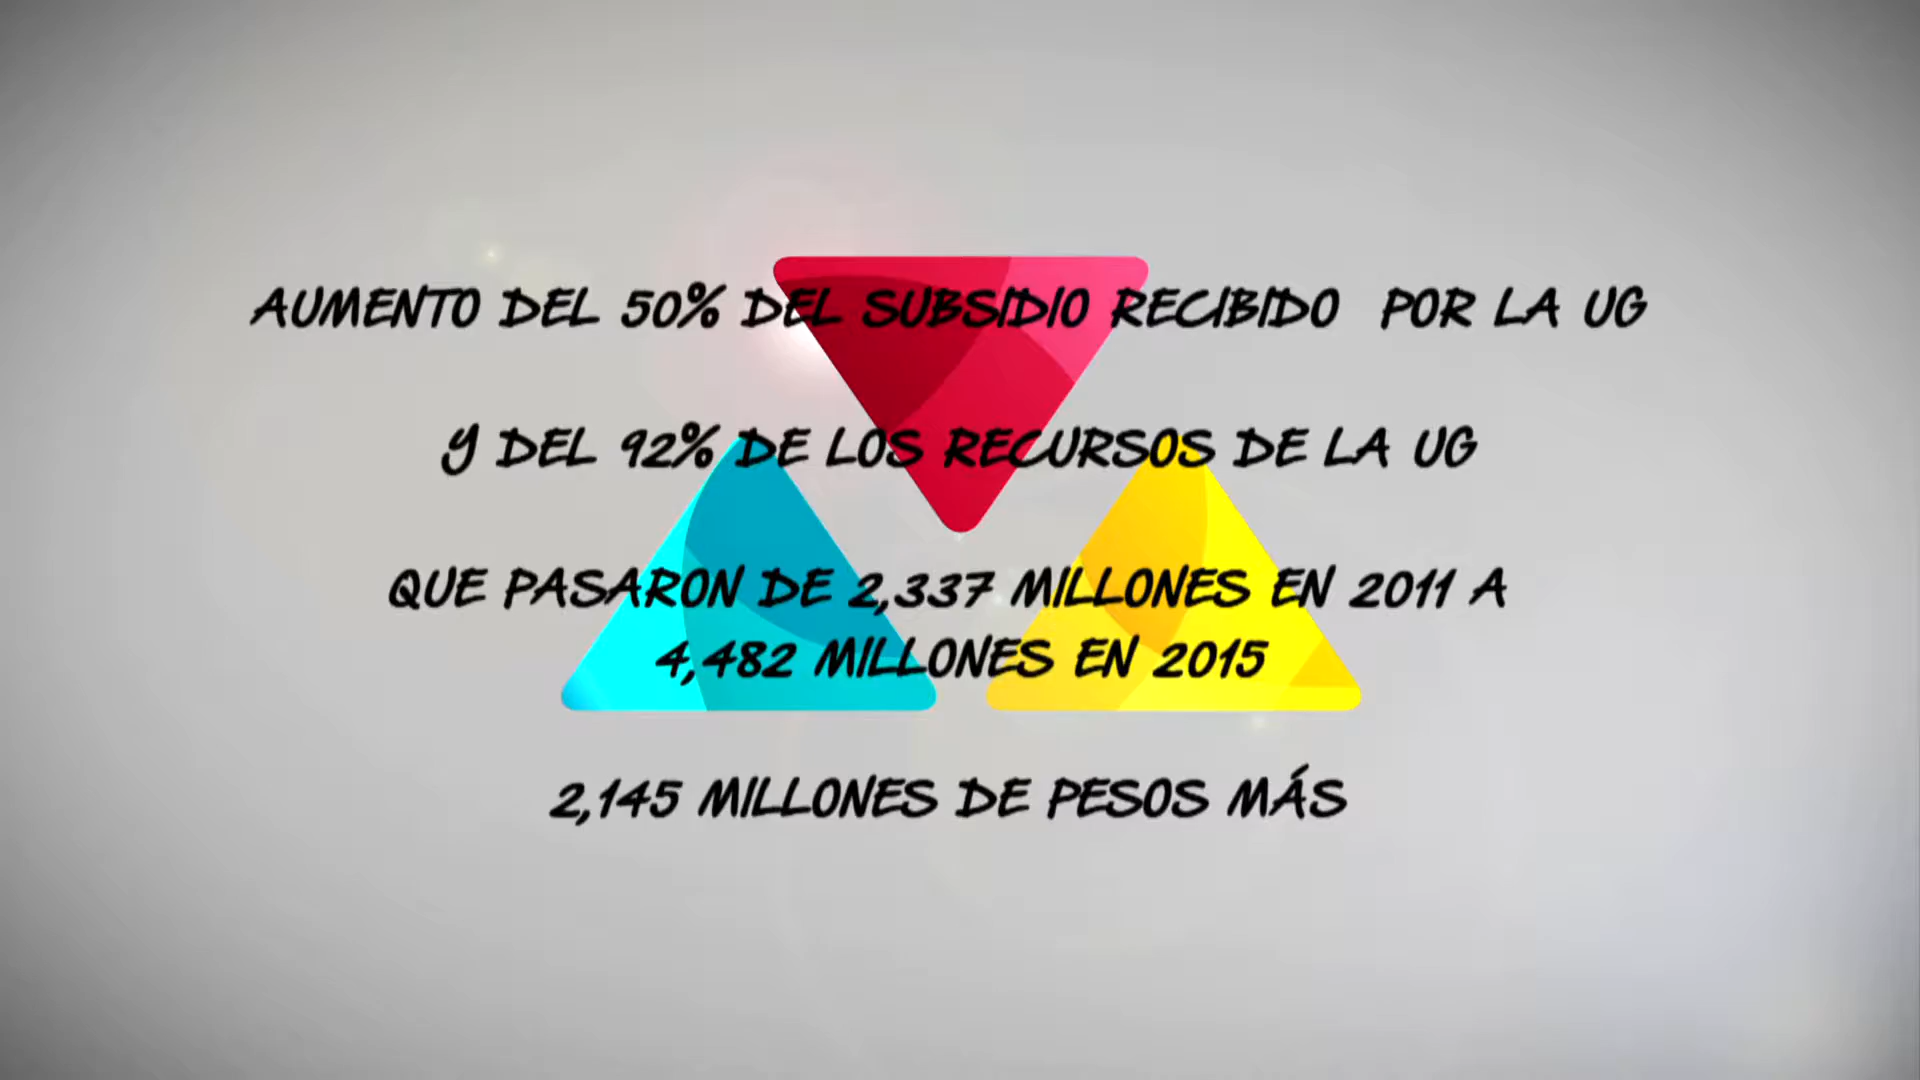 AUMENTO DEL 50% DEL SUBSIDIO RECIBIDO POR LA UG
Y DEL 92% DE LOS RECURSOS DE LA UG
QUE PASARON DE 2,337 MILLONES EN 2011 A
4,482 MILLONES EN 2015
2,145 MILLONES DE PESOS MÁS